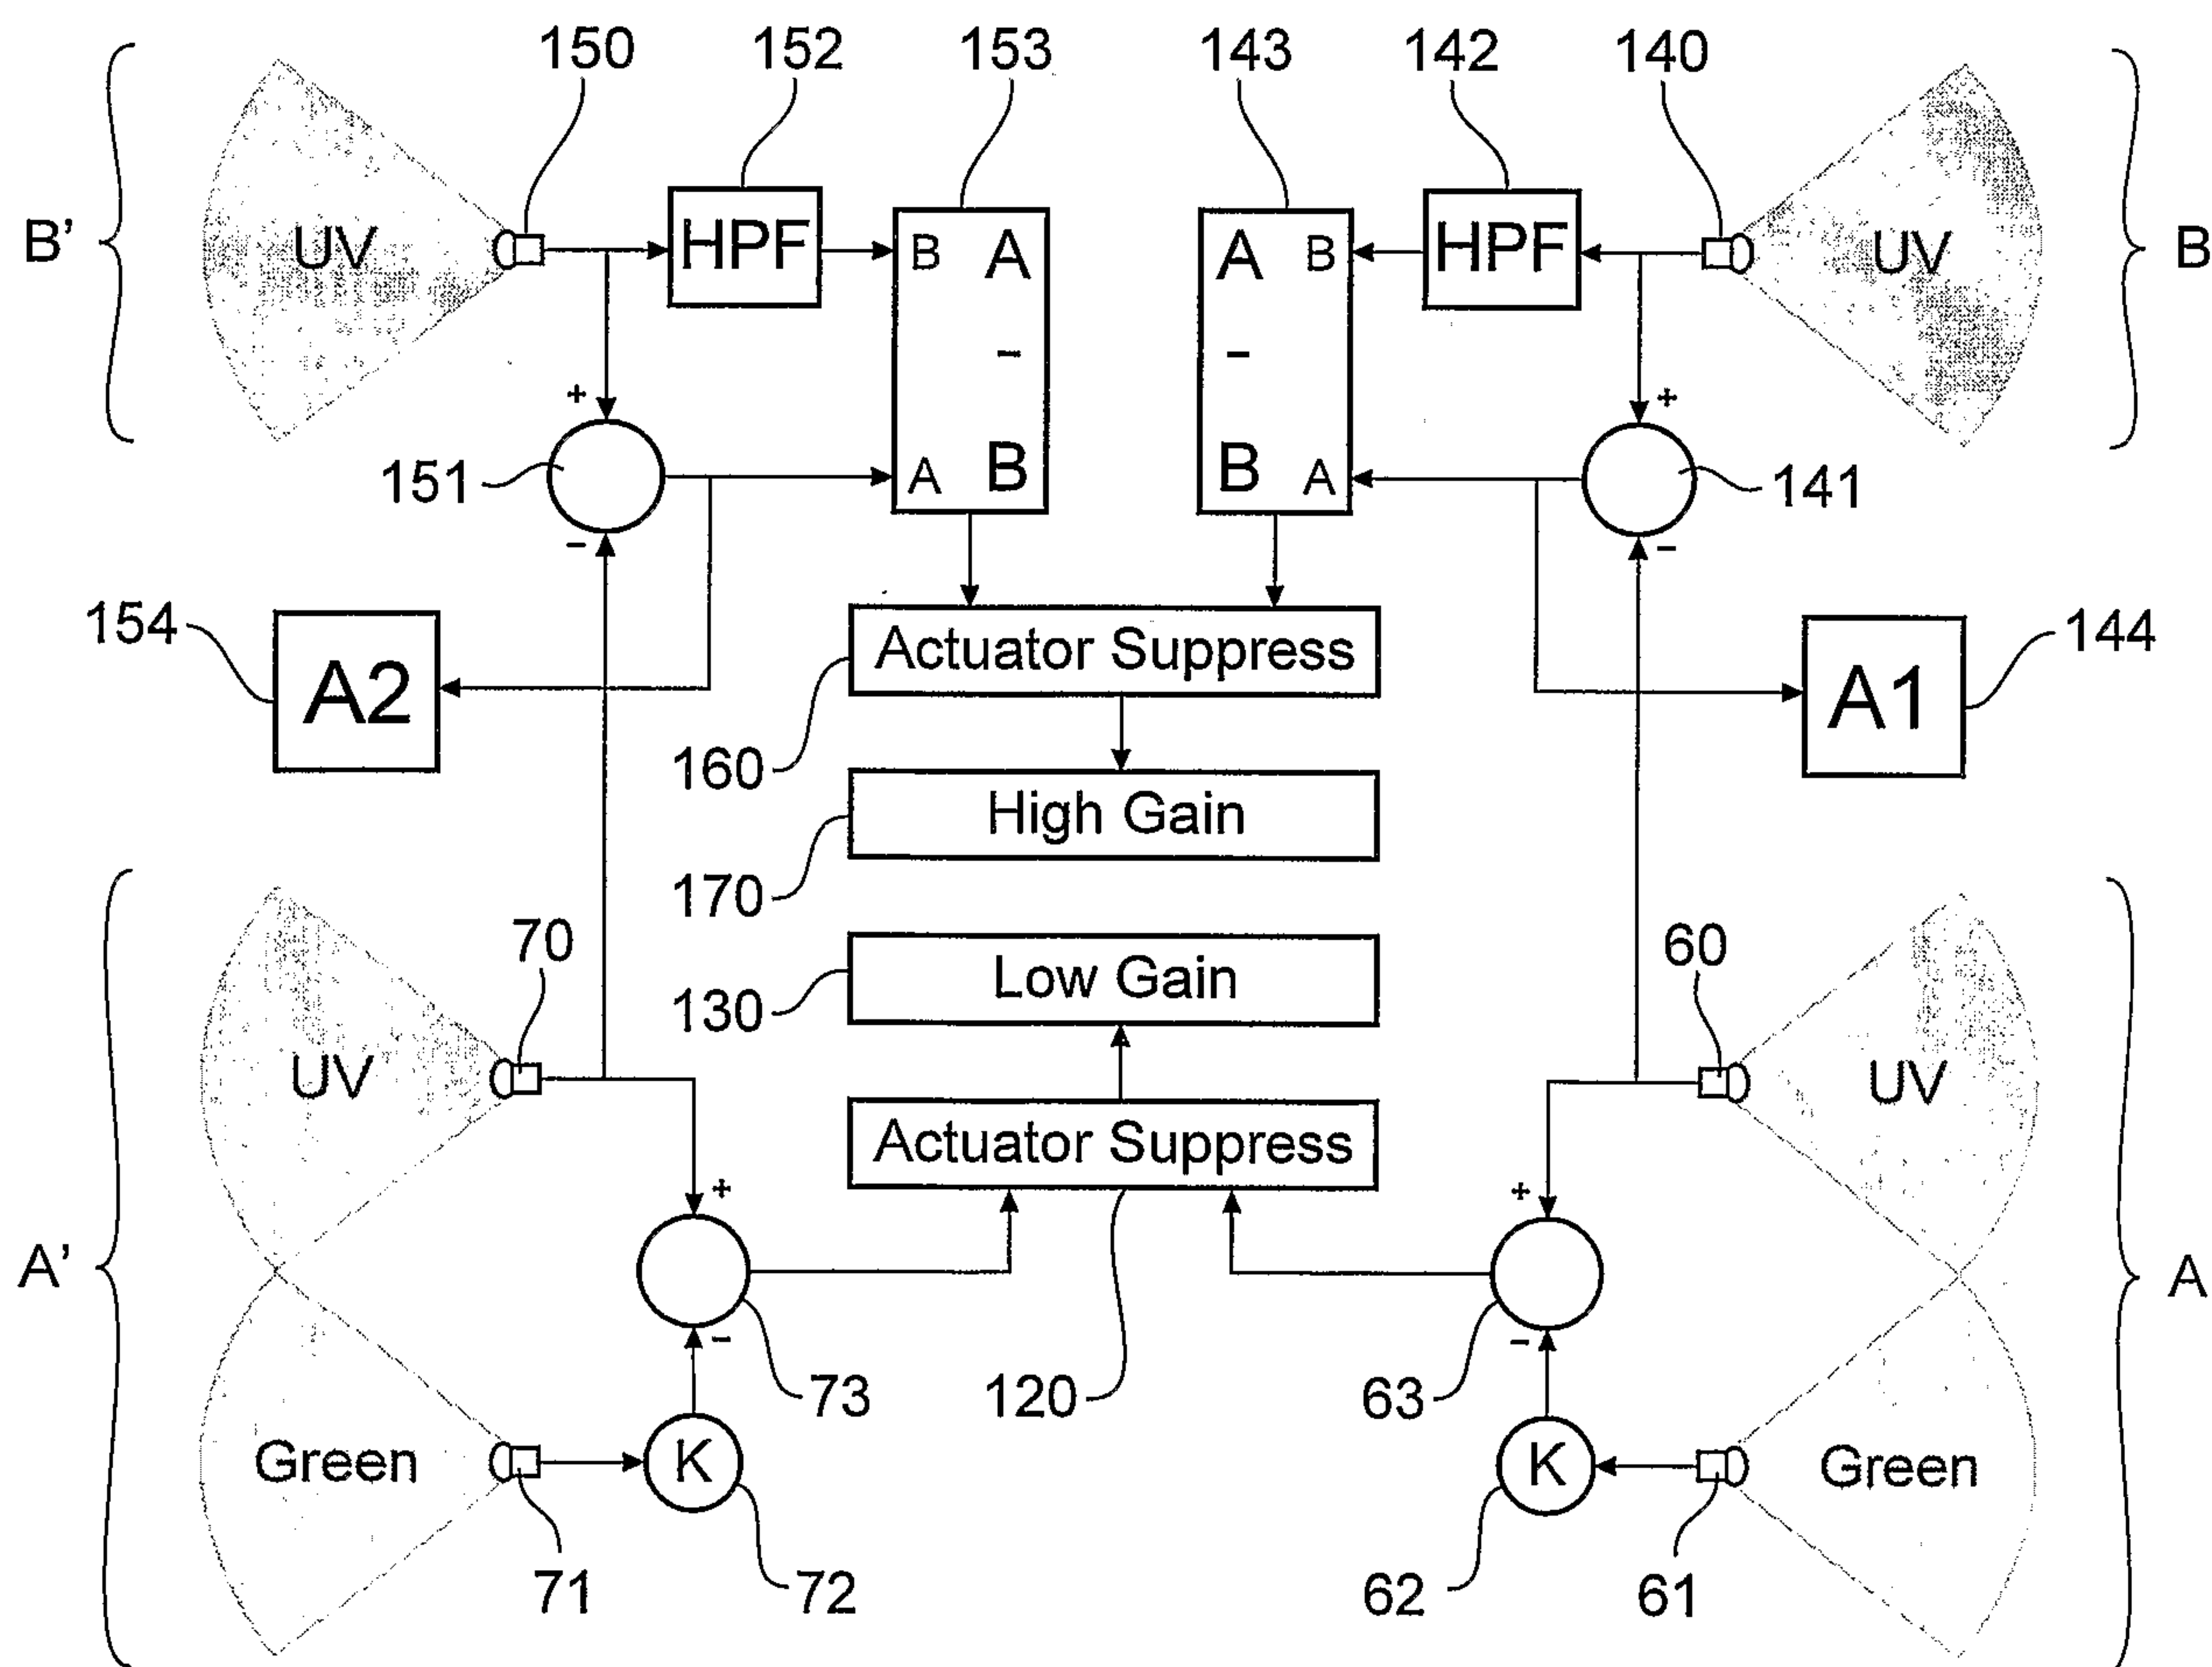 150 152 153 143 142 140
B' UV HPF B A A B HPF UV B
- -
+ +
151 A B B A 141
- -
154 A2 Actuator Suppress A1 144
160
High Gain
170
70 Low Gain 60
130
UV UV
Actuator Suppress
+ +
A' A
- -
73 120 63
Green K K Green
71 72 62 61